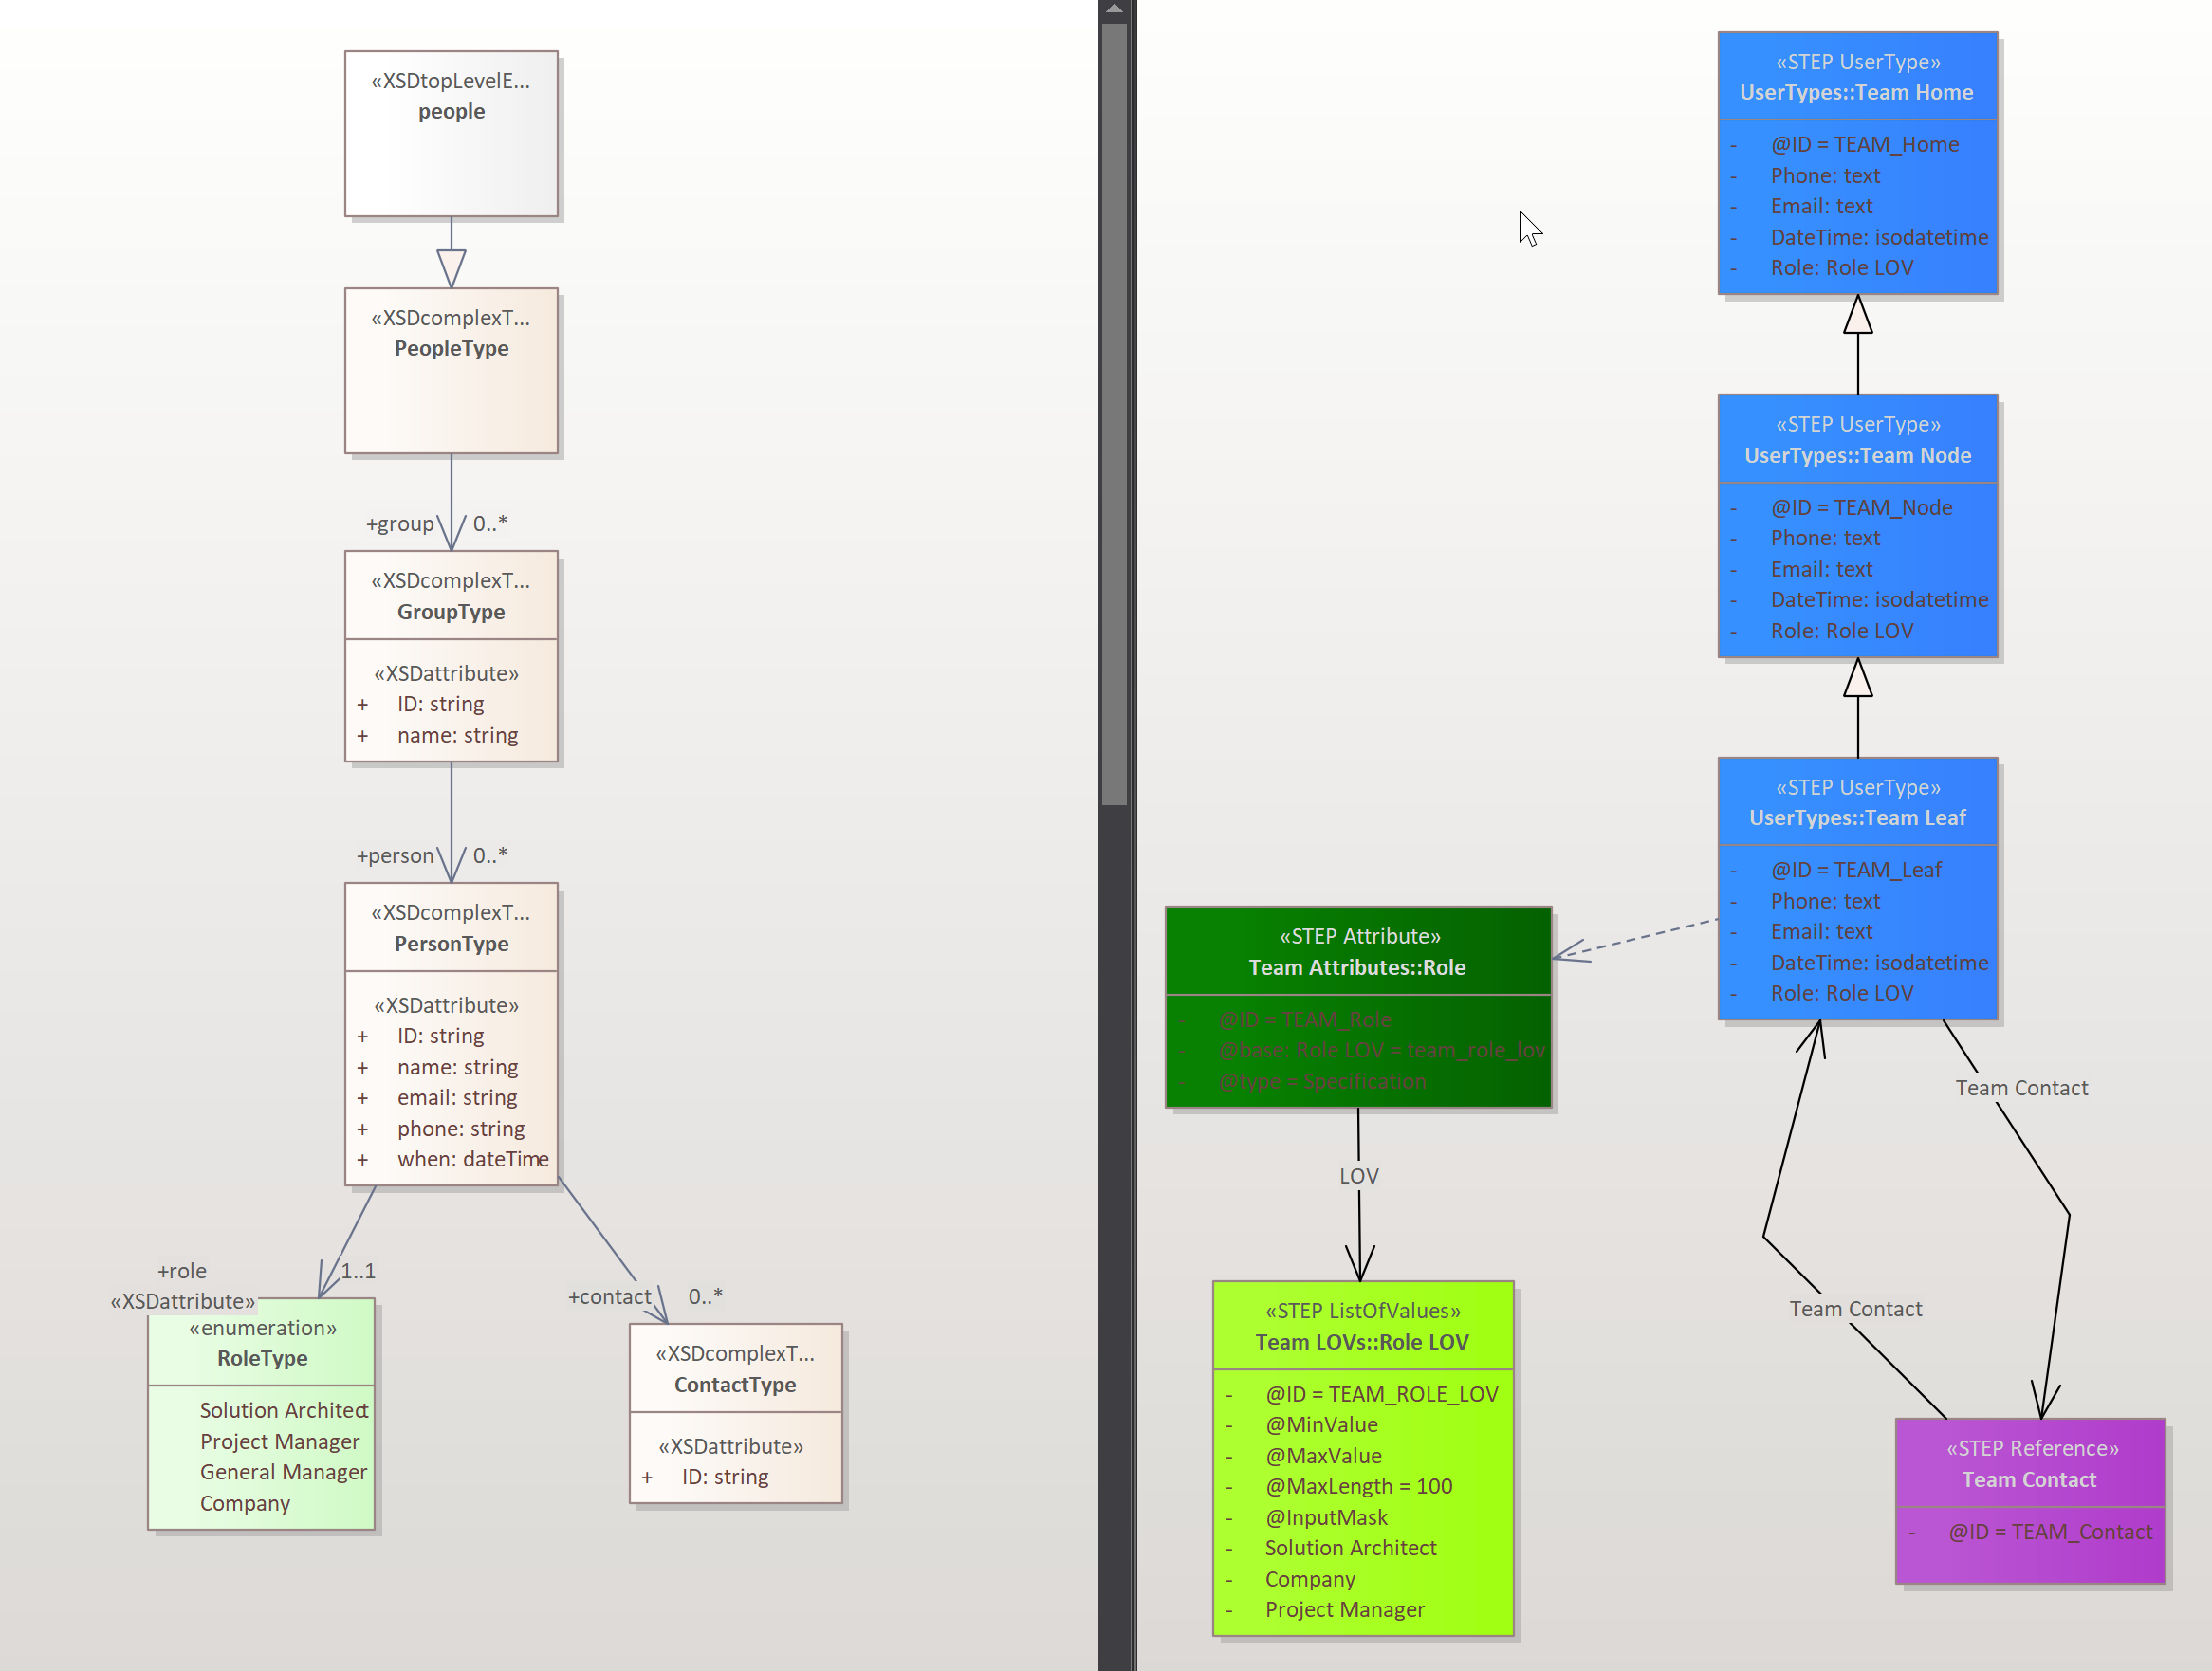 «XSDtopLevelE...
people
«XSDcomplexT...
PeopleType
+group 0..*
«XSDcomplexT...
GroupType
«XSDattribute»
+ ID: string
+ name: string
+person 0..*
«XSDcomplexT...
PersonType
«XSDattribute»
+ ID: string
+ name: string
+ email: string
+ phone: string
+ when: dateTime
+role 1..1
«XSDattribute»
«enumeration»
RoleType
Solution Architect
Project Manager
General Manager
Company
+contact 0..*
«XSDcomplexT...
ContactType
«XSDattribute»
+ ID: string
«STEP UserType»
UserTypes::Team Home
- @ID = TEAM_Home
- Phone: text
- Email: text
- DateTime: isodatetime
- Role: Role LOV
«STEP UserType»
UserTypes::Team Node
- @ID = TEAM_Node
- Phone: text
- Email: text
- DateTime: isodatetime
- Role: Role LOV
«STEP UserType»
UserTypes::Team Leaf
- @ID = TEAM_Leaf
- Phone: text
- Email: text
- DateTime: isodatetime
- Role: Role LOV
«STEP Attribute»
Team Attributes::Role
- @ID = TEAM_Role
- @base: Role LOV = team_role_lov
- @type = Specification
LOV
«STEP ListOfValues»
Team LOVs::Role LOV
- @ID = TEAM_ROLE_LOV
- @MinValue
- @MaxValue
- @MaxLength = 100
- @InputMask
- Solution Architect
- Company
- Project Manager
Team Contact
Team Contact
«STEP Reference»
Team Contact
- @ID = TEAM_Contact